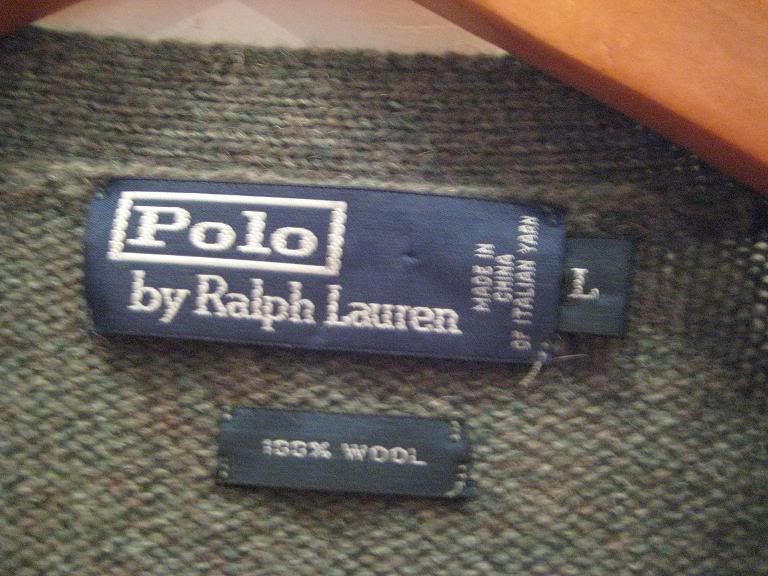 Polo
by Ralph Lauren
MADE IN
CHINA
OF ITALIAN YARN
L
100% WOOL